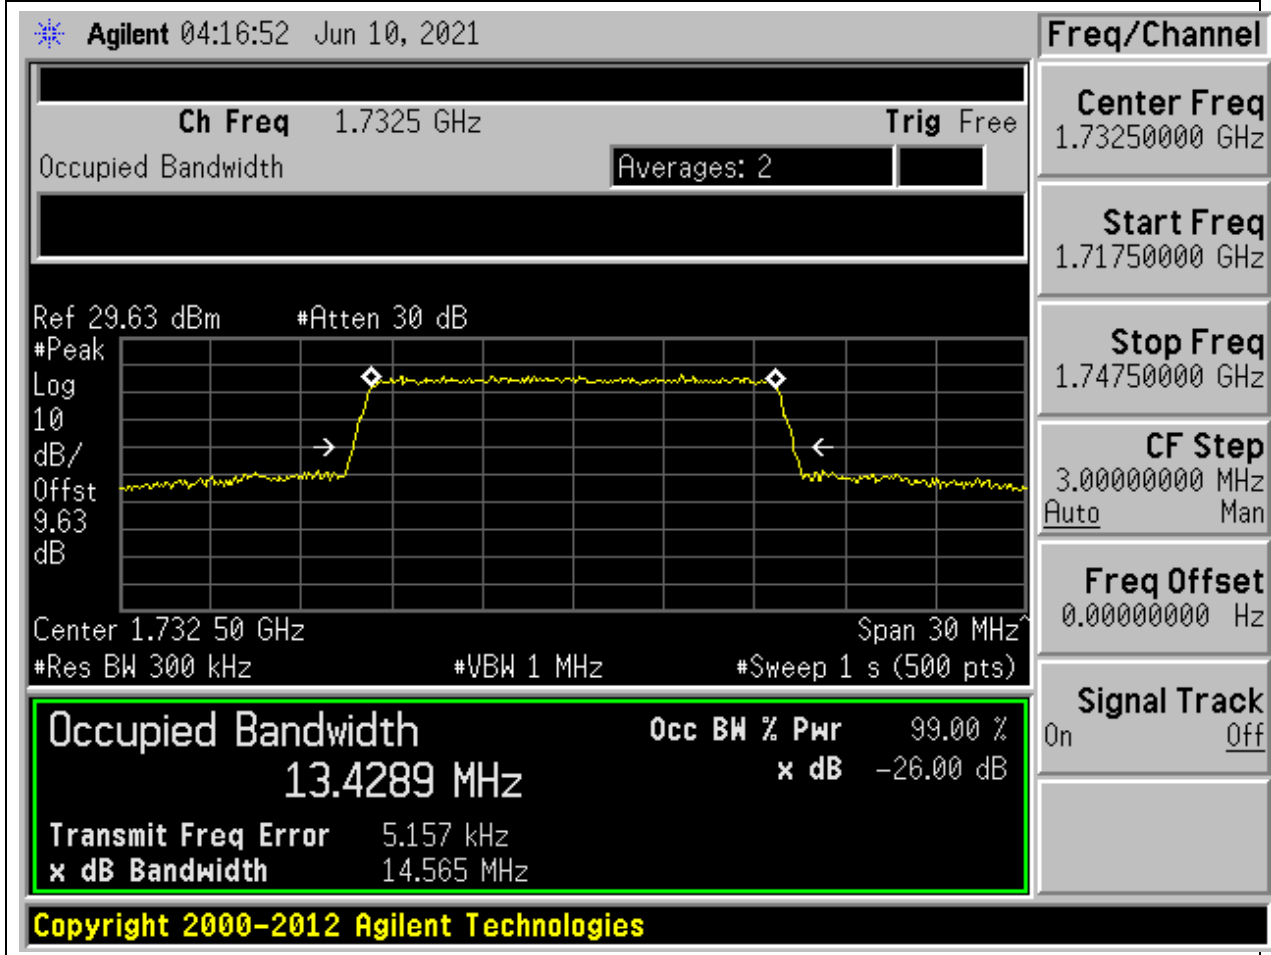 Agilent 04:16:52 Jun 10, 2021
Freq/Channel
Ch Freq 1.7325 GHz Trig Free
Occupied Bandwidth Averages: 2
Ref 29.63 dBm #Atten 30 dB
#Peak
Log
10
dB/
Offst
9.63
dB
Center 1.732 50 GHz Span 30 MHz^
#Res BW 300 kHz #VBW 1 MHz #Sweep 1 s (500 pts)
Occupied Bandwidth
13.4289 MHz
Occ BW % Pwr 99.00 %
x dB -26.00 dB
Transmit Freq Error 5.157 kHz
x dB Bandwidth 14.565 MHz
Center Freq
1.73250000 GHz
Start Freq
1.71750000 GHz
Stop Freq
1.74750000 GHz
CF Step
3.00000000 MHz
Auto Man
Freq Offset
0.00000000 Hz
Signal Track
On Off
Copyright 2000-2012 Agilent Technologies